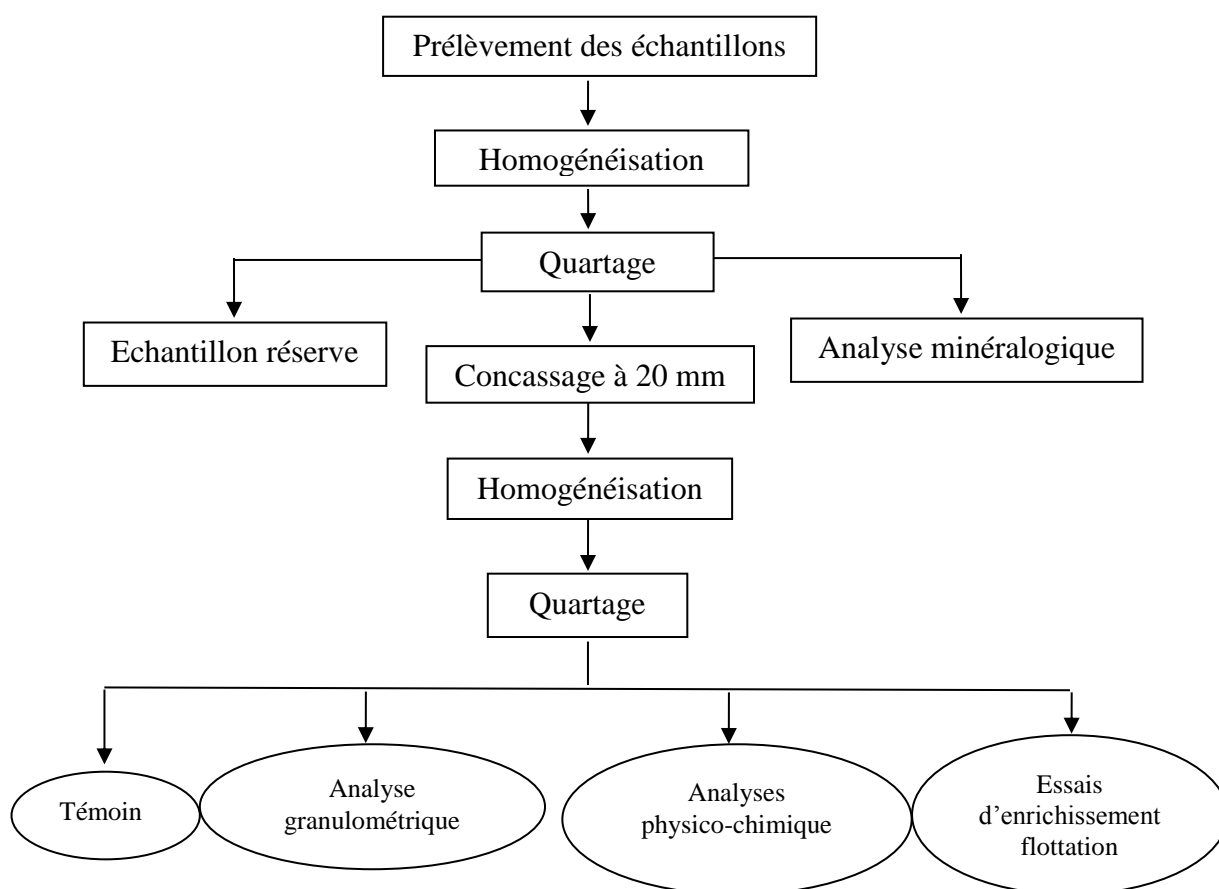 Prélèvement des échantillons
Homogénéisation
Quartage
Echantillon réserve
Concassage à 20 mm
Analyse minéralogique
Homogénéisation
Quartage
Témoin
Analyse
granulométrique
Analyses
physico-chimique
Essais
d’enrichissement
flottation